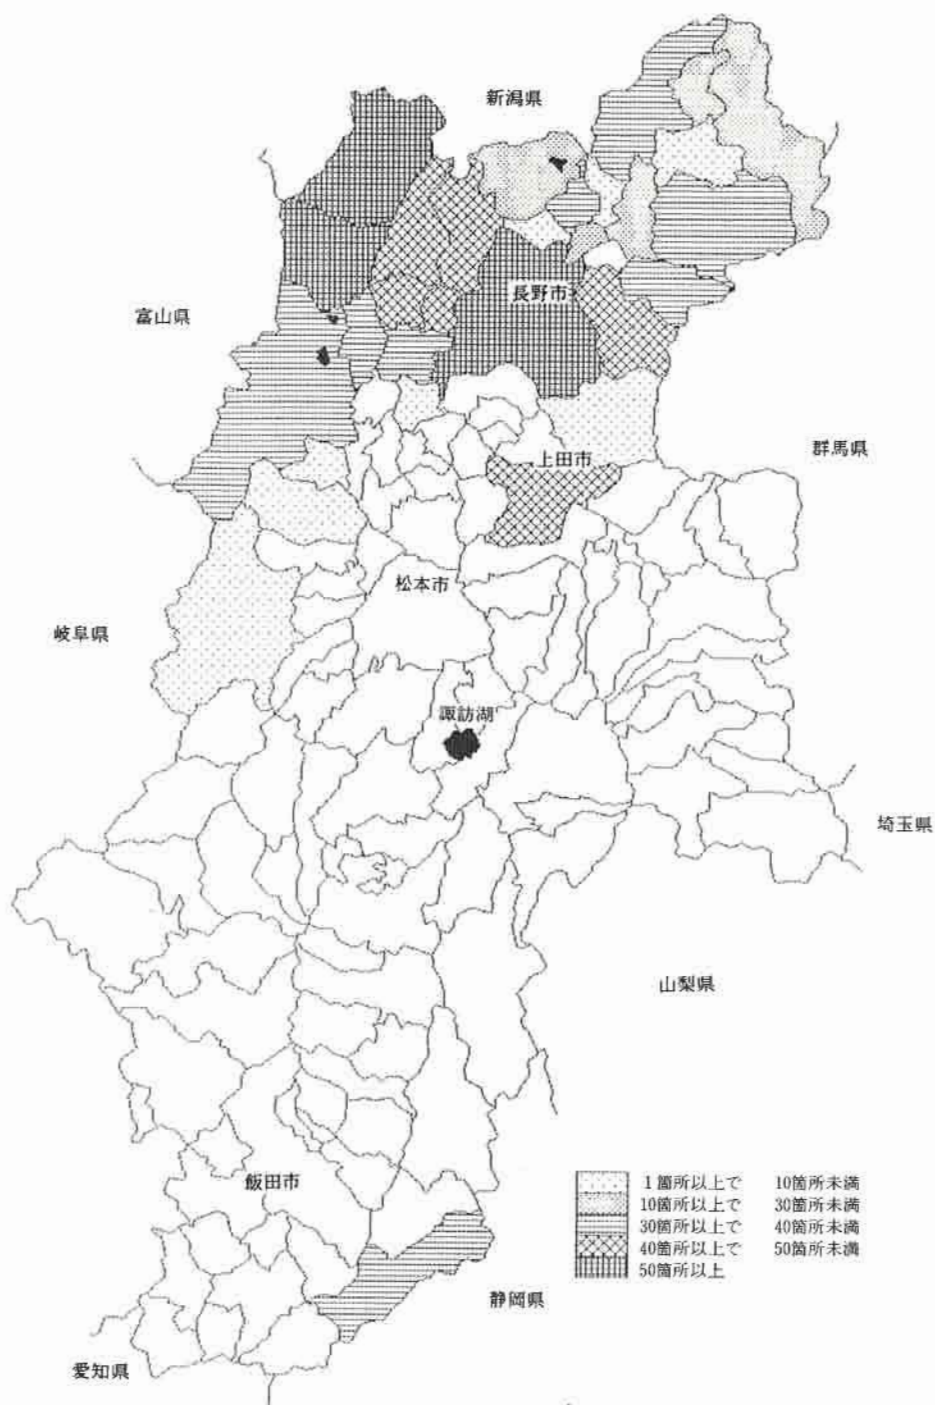 新潟県
長野市
富山県
群馬県
上田市
松本市
岐阜県
諏訪湖
埼玉県
山梨県
飯田市
1箇所以上で 10箇所未満
10箇所以上で 30箇所未満
30箇所以上で 40箇所未満
40箇所以上で 50箇所未満
50箇所以上
静岡県
愛知県